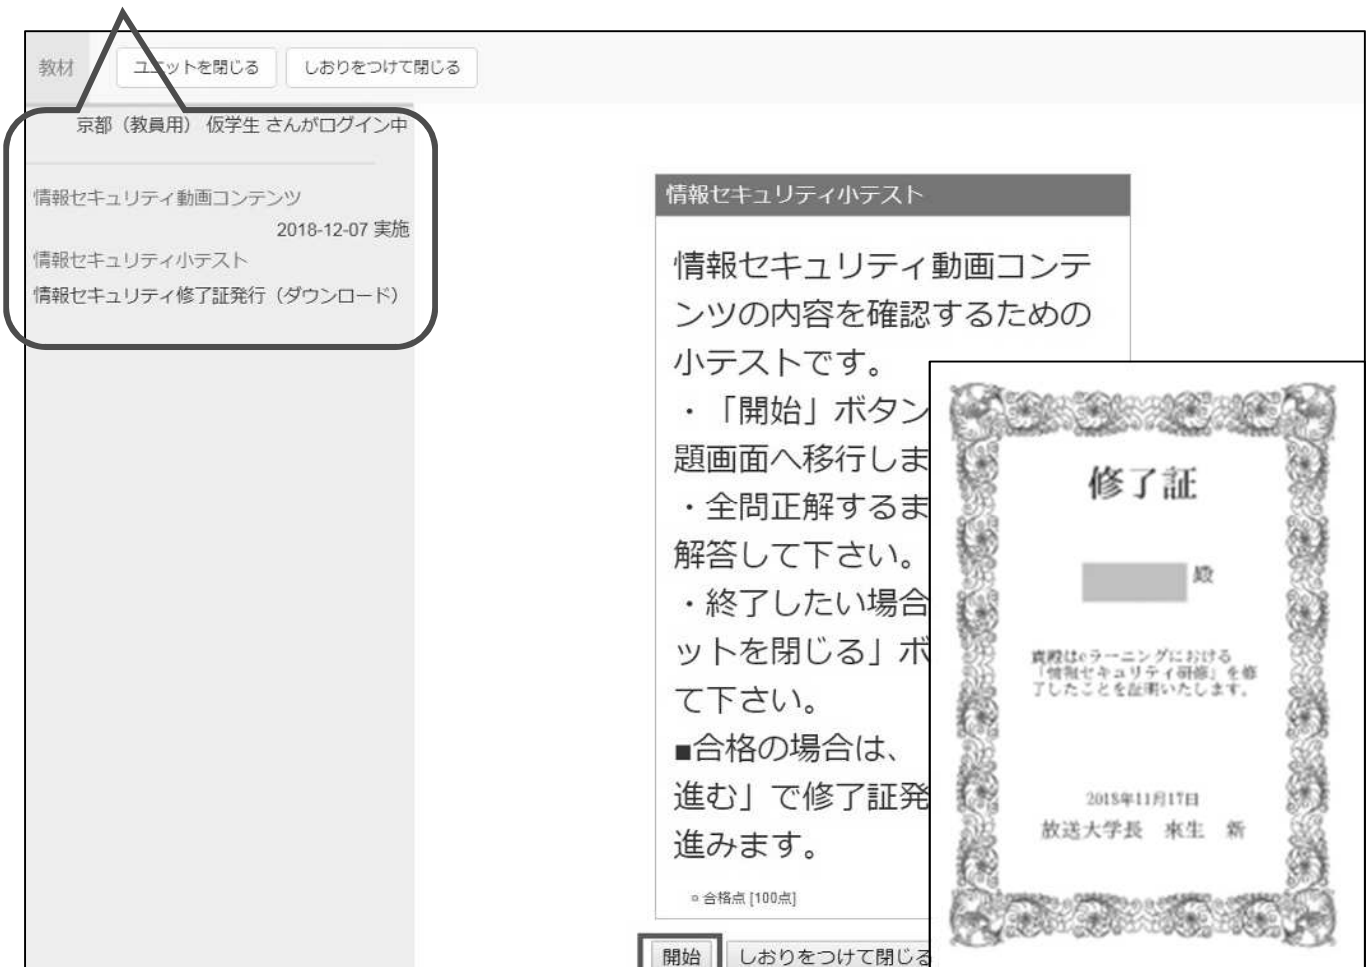 教材
ユニットを閉じる
しおりをつけて閉じる
京都（教員用） 仮学生 さんがログイン中
情報セキュリティ動画コンテンツ
2018-12-07 実施
情報セキュリティ小テスト
情報セキュリティ修了証発行（ダウンロード）
情報セキュリティ小テスト
情報セキュリティ動画コンテ
ンツの内容を確認するための
小テストです。
・「開始」ボタン
題画面へ移行しま
・全問正解するま
解答して下さい。
・終了したい場合
ットを閉じる」ボ
て下さい。
■合格の場合は、
進む」で修了証発
進みます。
¤ 合格点 [100点]
開始
しおりをつけて閉じる
修了証
殿
貴殿はeラーニングにおける
「情報セキュリティ研修」を修
了したことを証明いたします。
2018年11月17日
放送大学長 來生 新